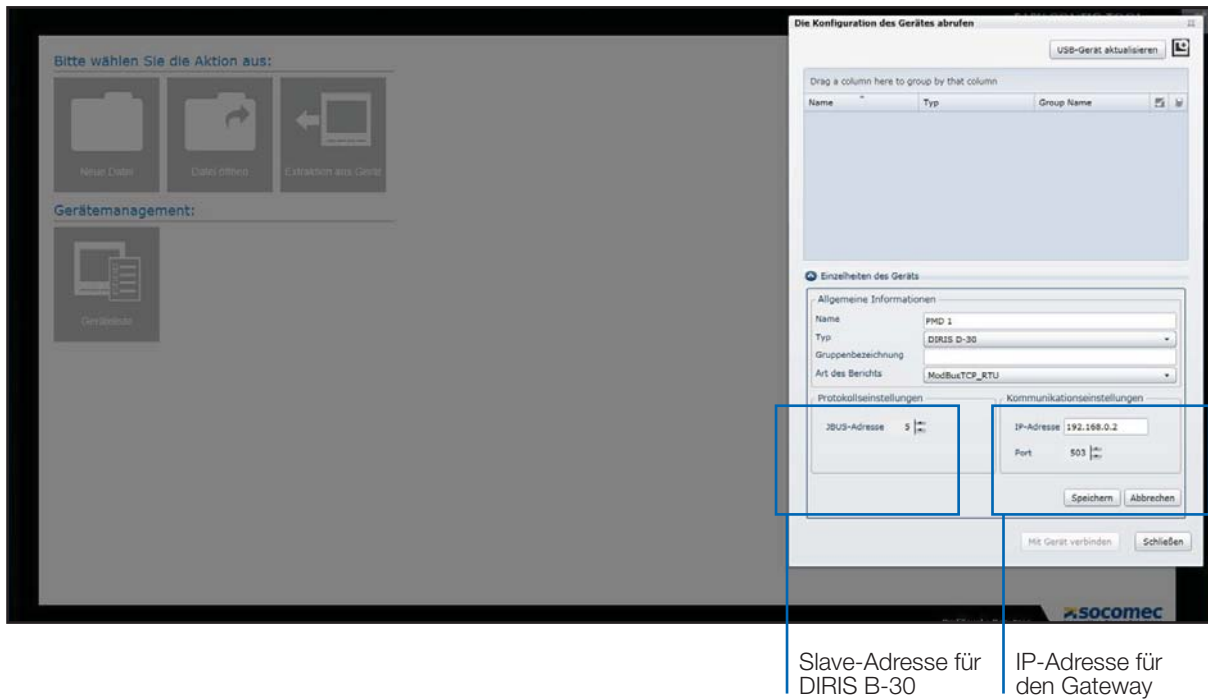 Die Konfiguration des Gerätes abrufen
USB-Gerät aktualisieren
Bitte wählen Sie die Aktion aus:
Drag a column here to group by that column
Name Typ Group Name
Neue Datei Datei öffnen Extraktion aus Gerät
Gerätemanagement:
Geräteliste
Einzelheiten des Geräts
Allgemeine Informationen
Name PMD 1
Typ DIRIS D-30
Gruppenbezeichnung
Art des Berichts ModBusTCP_RTU
Protokollseinstellungen
JBUS-Adresse 5
Kommunikationseinstellungen
IP-Adresse 192.168.0.2
Port 503
Speichern Abbrechen
Mit Gerät verbinden Schließen
socomec
Slave-Adresse für
DIRIS B-30
IP-Adresse für
den Gateway